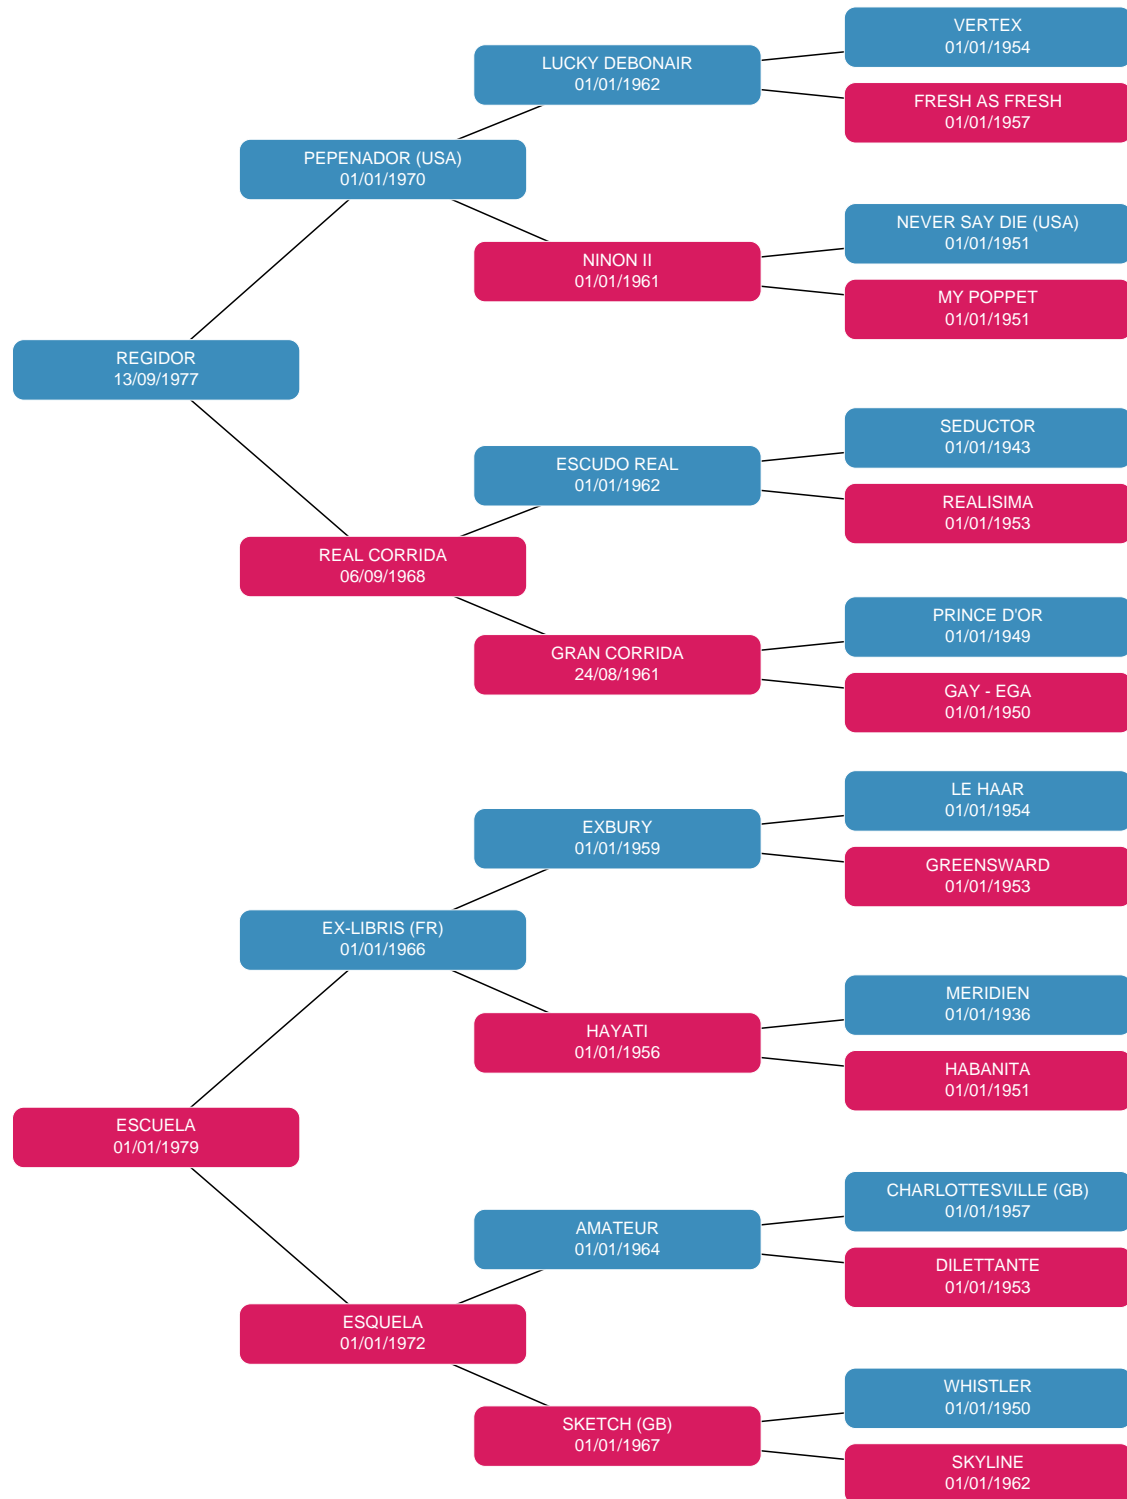 VERTEX
01/01/1954
LUCKY DEBONAIR
01/01/1962
FRESH AS FRESH
01/01/1957
PEPENADOR (USA)
01/01/1970
NEVER SAY DIE (USA)
01/01/1951
NINON II
01/01/1961
MY POPPET
01/01/1951
REGIDOR
13/09/1977
SEDUCTOR
01/01/1943
ESCUDO REAL
01/01/1962
REALISIMA
01/01/1953
REAL CORRIDA
06/09/1968
PRINCE D'OR
01/01/1949
GRAN CORRIDA
24/08/1961
GAY - EGA
01/01/1950
LE HAAR
01/01/1954
EXBURY
01/01/1959
GREENSWARD
01/01/1953
EX-LIBRIS (FR)
01/01/1966
MERIDIEN
01/01/1936
HAYATI
01/01/1956
HABANITA
01/01/1951
ESCUELA
01/01/1979
CHARLOTTESVILLE (GB)
01/01/1957
AMATEUR
01/01/1964
DILETTANTE
01/01/1953
ESQUELA
01/01/1972
WHISTLER
01/01/1950
SKETCH (GB)
01/01/1967
SKYLINE
01/01/1962